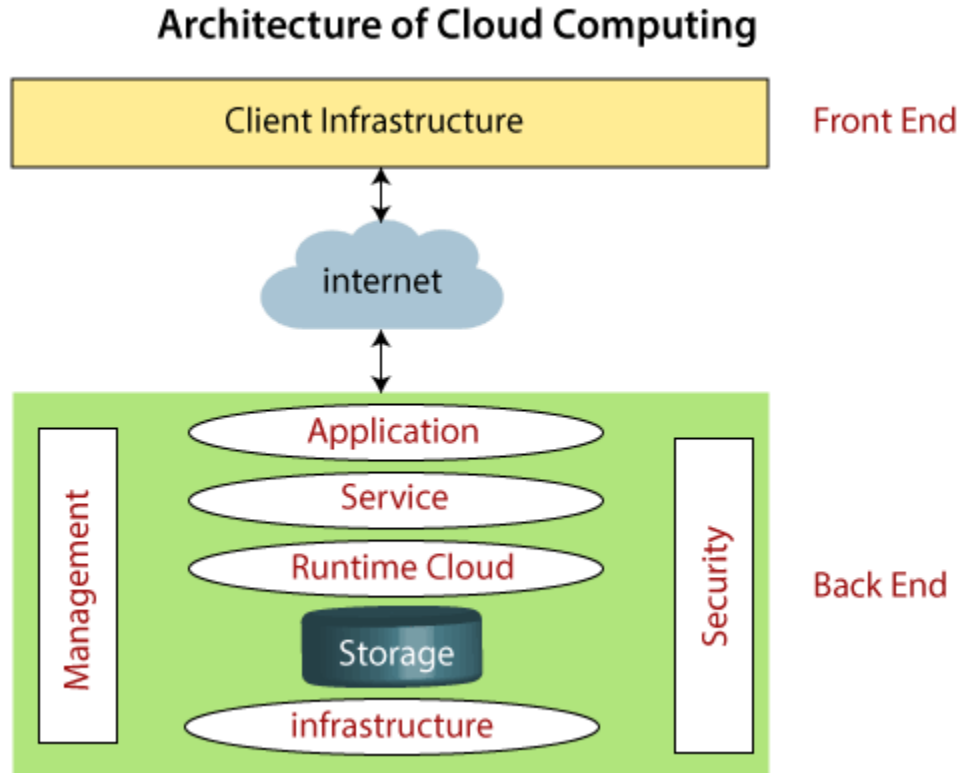 Architecture of Cloud Computing
Client Infrastructure
Front End
internet
Application
Service
Runtime Cloud
Storage
infrastructure
Management
Security
Back End